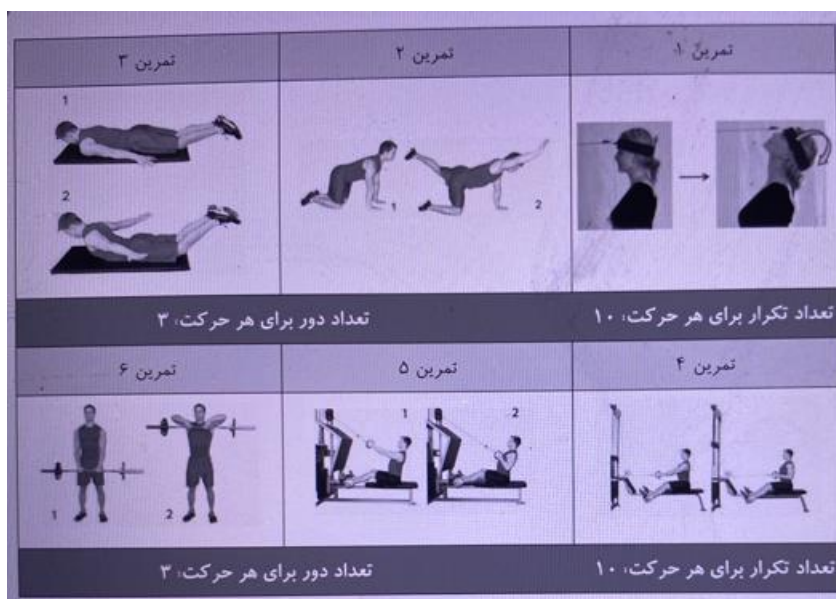 تمرین ۱
تمرین ۲
تمرین ۳
1
2
1
2
تعداد تکرار برای هر حرکت: ۱۰
تعداد دور برای هر حرکت: ۳
تمرین ۴
تمرین ۵
تمرین ۶
1
2
1
2
تعداد تکرار برای هر حرکت: ۱۰
تعداد دور برای هر حرکت: ۳